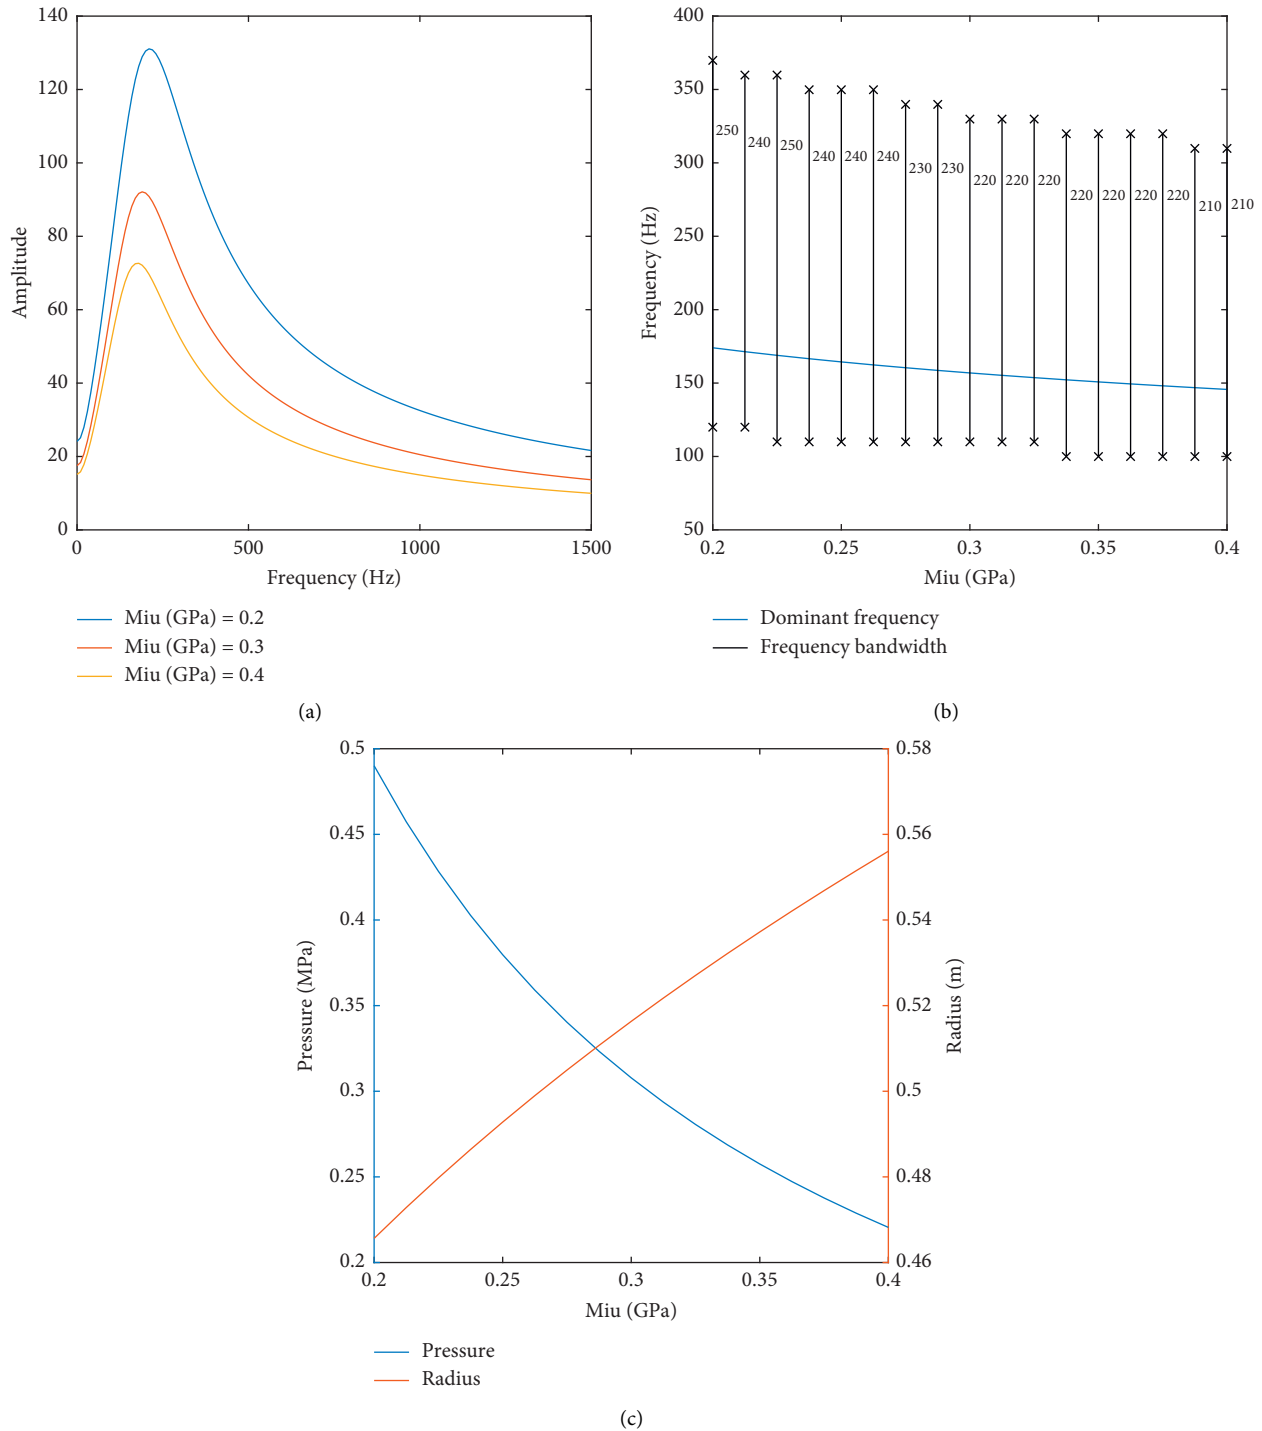 140
120
100
80
60
40
20
0
Amplitude
0 500 1000 1500
Frequency (Hz)
Miu (GPa) = 0.2
Miu (GPa) = 0.3
Miu (GPa) = 0.4
(a)
400
350
300
250
200
150
100
50
Frequency (Hz)
250 240 250 240 240 240 230 230 220 220 220 220 220 220 220 210 210
0.2 0.25 0.3 0.35 0.4
Miu (GPa)
Dominant frequency
Frequency bandwidth
(b)
0.5
0.45
0.4
0.35
0.3
0.25
0.2
Pressure (MPa)
0.58
0.56
0.54
0.52
0.5
0.48
0.46
Radius (m)
0.2 0.25 0.3 0.35 0.4
Miu (GPa)
Pressure
Radius
(c)